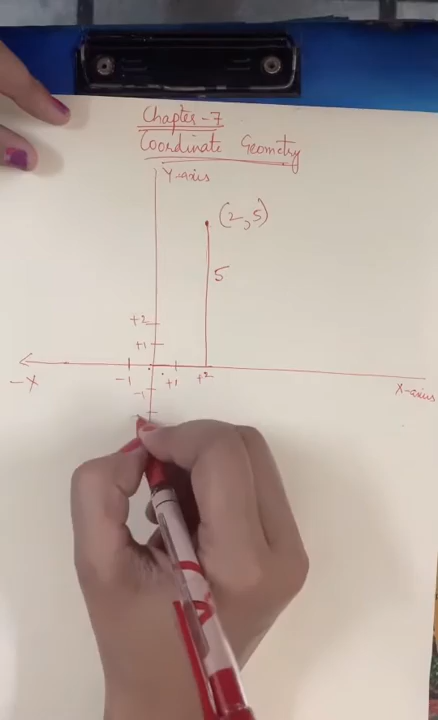 Chapter-7
Coordinate Geometry
Y-axis
(2,5)
5
+2
+1
-X
-1
+1
+2
X-axis
-1